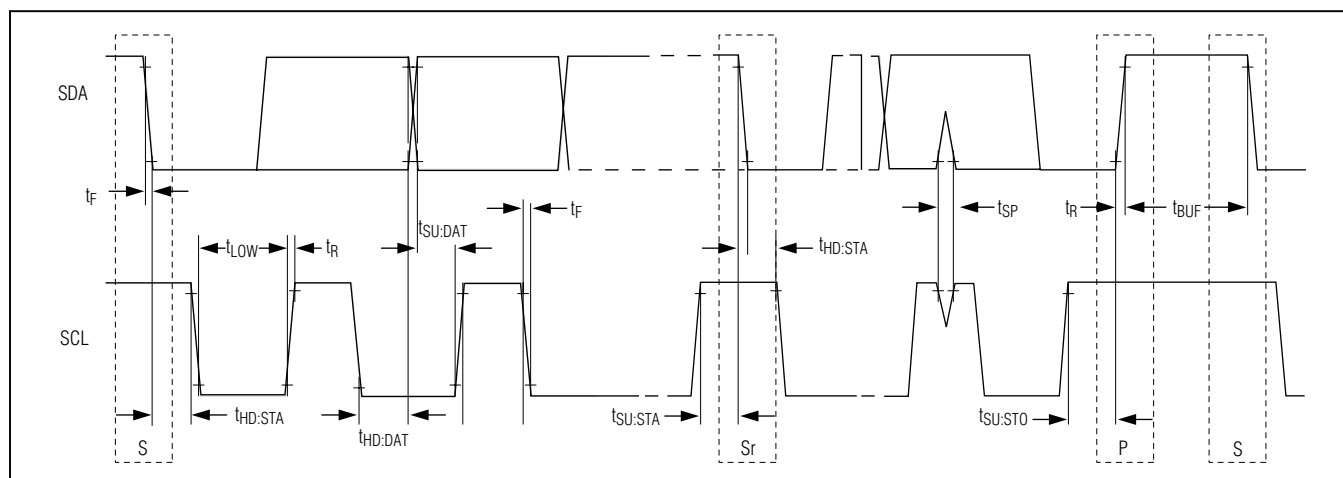 SDA
tF
tSU:DAT
tF
tSP
tR
tBUF
tLOW
tR
tHD:STA
SCL
tHD:STA
tHD:DAT
tSU:STA
tSU:STO
S
Sr
P
S